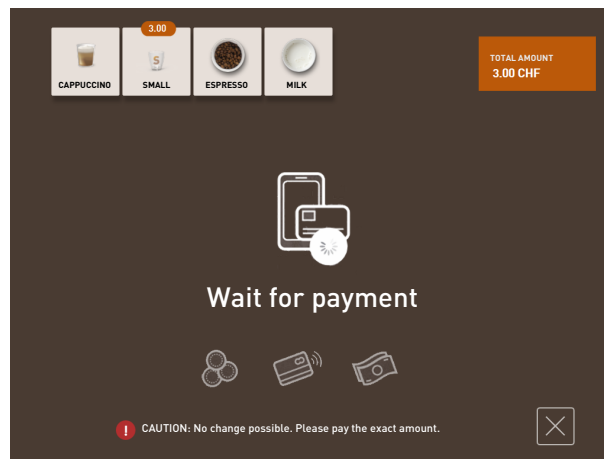 3.00
CAPPUCCINO
S
SMALL
ESPRESSO
MILK
TOTAL AMOUNT
3.00 CHF
Wait for payment
! CAUTION: No change possible. Please pay the exact amount.